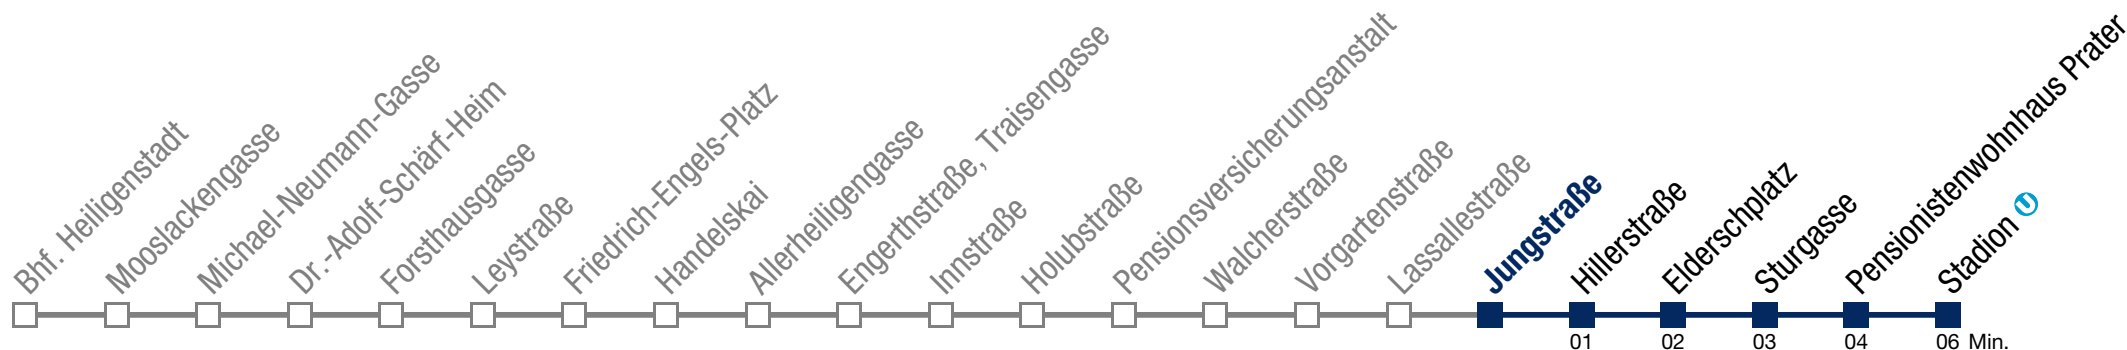 Bhf. Heiligenstadt
Mooslackengasse
Michael-Neumann-Gasse
Dr.-Adolf-Schärf-Heim
Forsthausgasse
Leystraße
Friedrich-Engels-Platz
Handelskai
Allerheiligengasse
Engerthstraße, Traisengasse
Innstraße
Holubstraße
Pensionsversicherungsanstalt
Walcherstraße
Vorgartenstraße
Lassallestraße
Jungstraße
Hillerstraße
Elderschplatz
Sturgasse
Pensionistenwohnhaus Prater
Stadion U
01 02 03 04 06 Min.